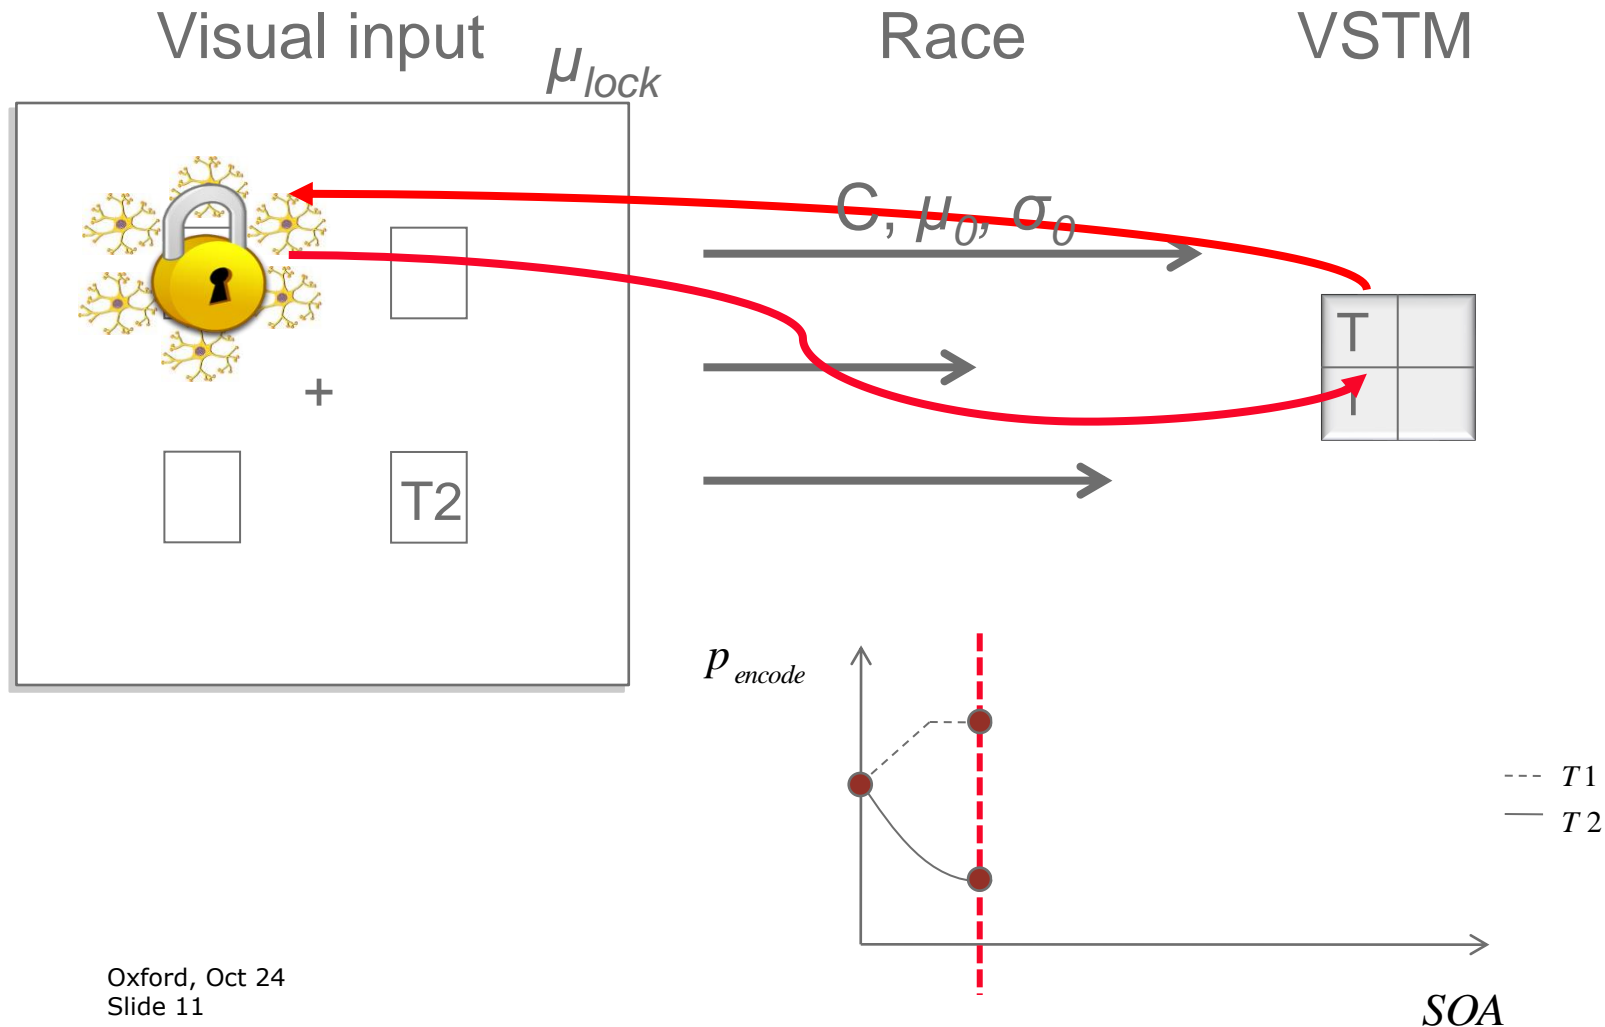 Visual input
μlock
Race
VSTM
C, μ0, σ0
T
+
T2
p encode
T1
T2
Oxford, Oct 24
Slide 11
SOA